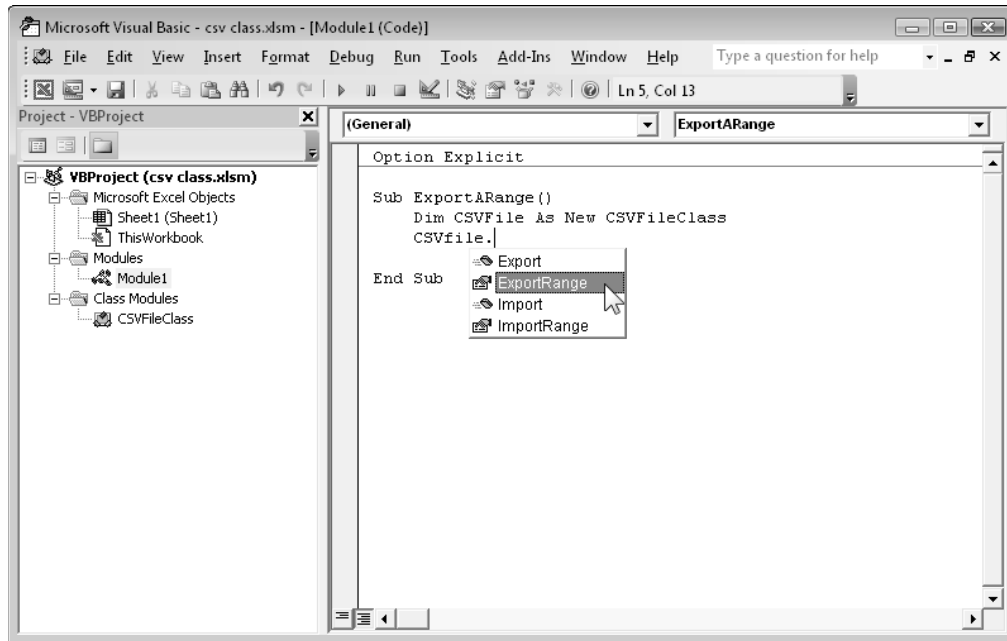 Microsoft Visual Basic - csv class.xlsm - [Module1 (Code)]
File Edit View Insert Format Debug Run Tools Add-Ins Window Help Type a question for help
Ln 5, Col 13
Project - VBProject
VBProject (csv class.xlsm)
Microsoft Excel Objects
Sheet1 (Sheet1)
ThisWorkbook
Modules
Module1
Class Modules
CSVFileClass
(General) ExportARange
Option Explicit
Sub ExportARange()
Dim CSVFile As New CSVFileClass
CSVfile.
Export
ExportRange
Import
ImportRange
End Sub